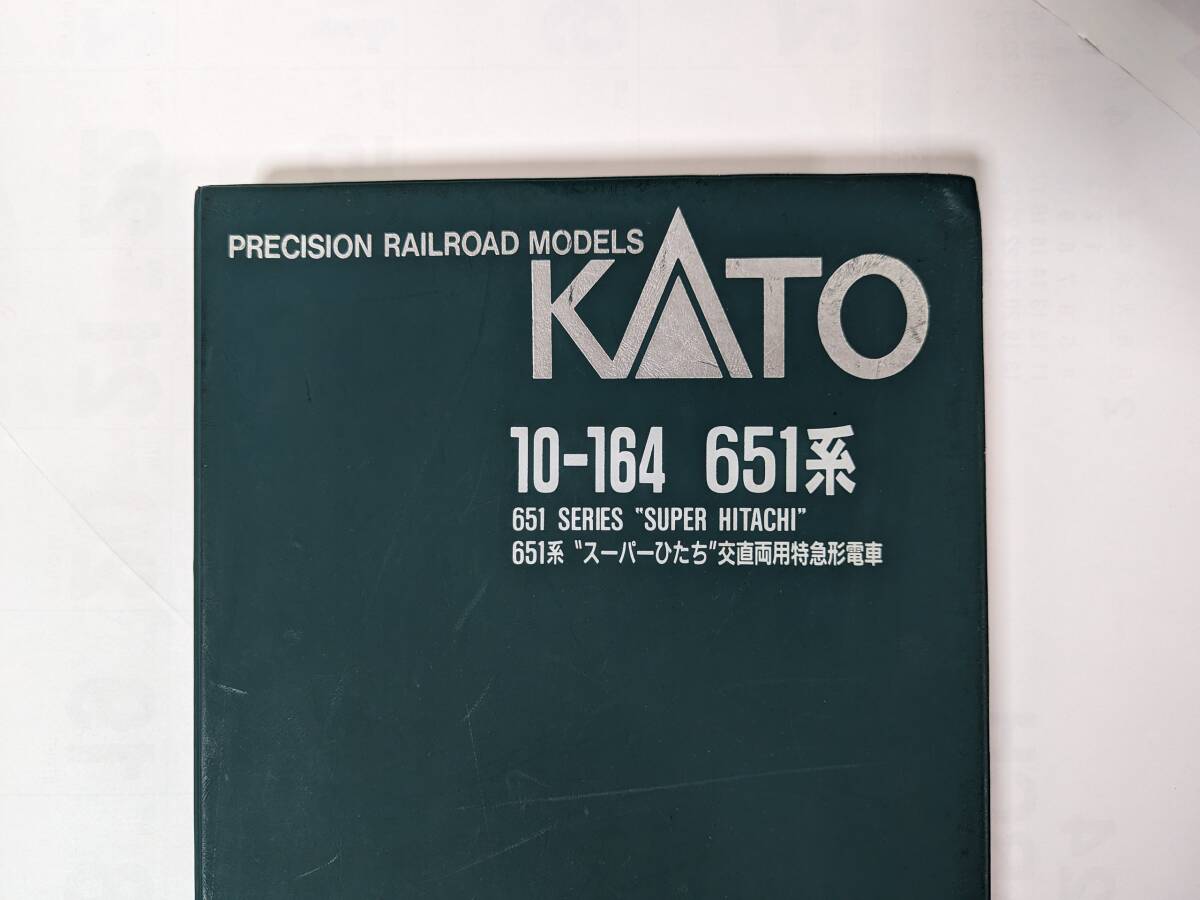 PRECISION RAILROAD MODELS
KATO
10-164 651系
651 SERIES "SUPER HITACHI"
651系 "スーパーひたち"交直両用特急形電車